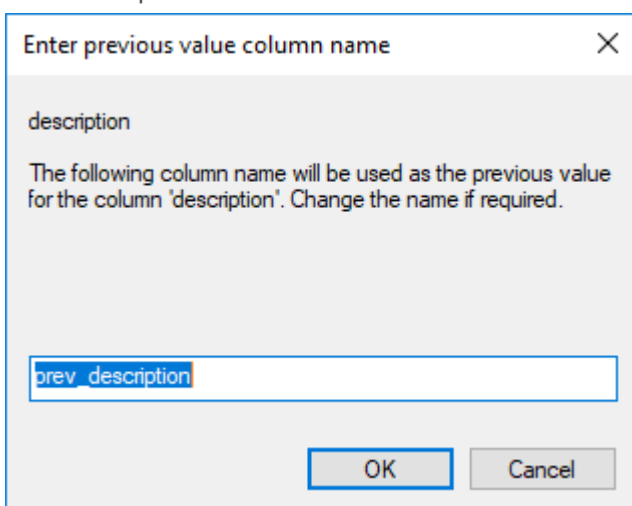 Enter previous value column name
description
The following column name will be used as the previous value
for the column 'description'. Change the name if required.
prev_description
OK
Cancel